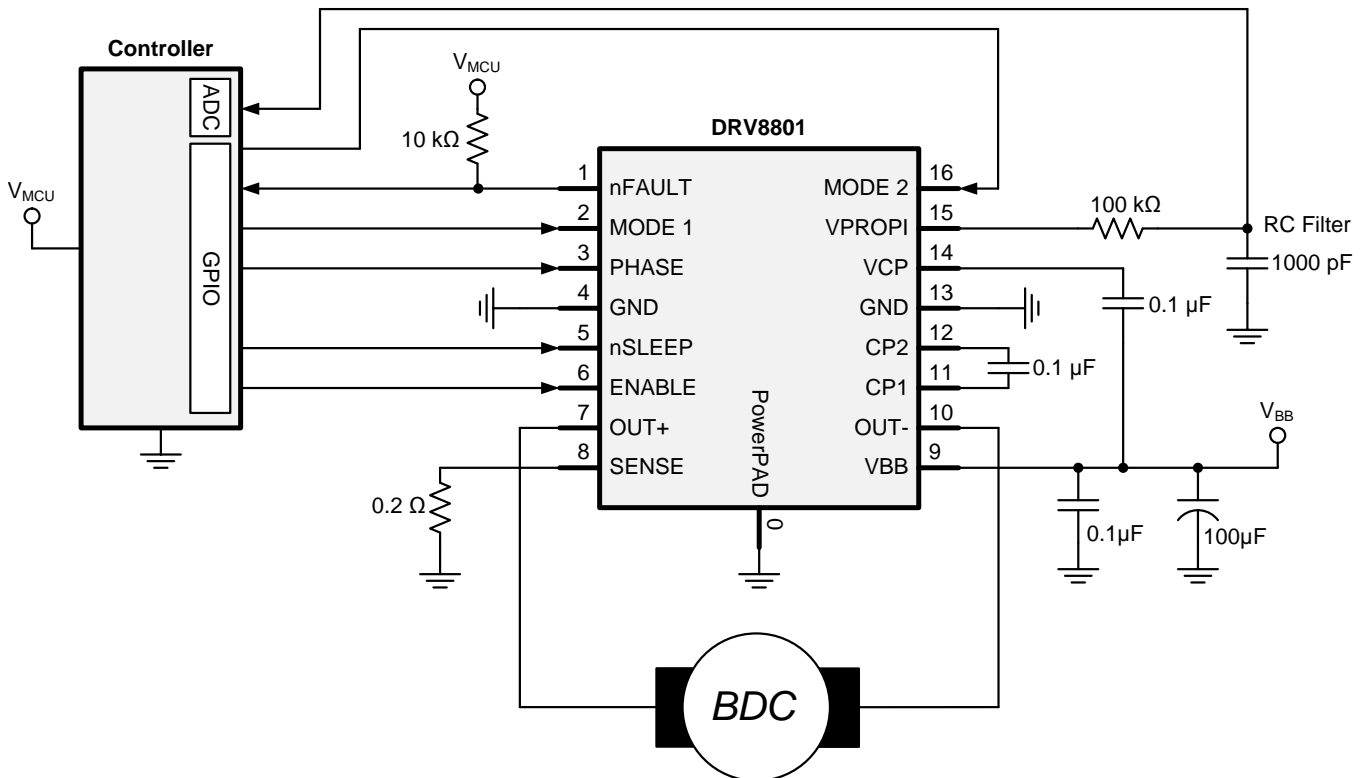 Controller
V_MCU
DRV8801
ADC
10 kΩ
V_MCU
GPIO
1
nFAULT
2
MODE 1
3
PHASE
4
GND
5
nSLEEP
6
ENABLE
7
OUT+
8
SENSE
MODE 2
16
VPROPI
15
VCP
14
GND
13
CP2
12
CP1
11
OUT-
10
VBB
9
PowerPAD
0
100 kΩ
RC Filter
1000 pF
0.1 µF
0.1 µF
V_BB
0.2 Ω
0.1µF
100µF
BDC